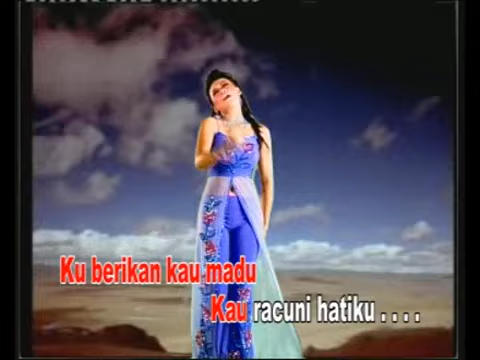 Ku berikan kau madu
Kau racuni hatiku . . . .